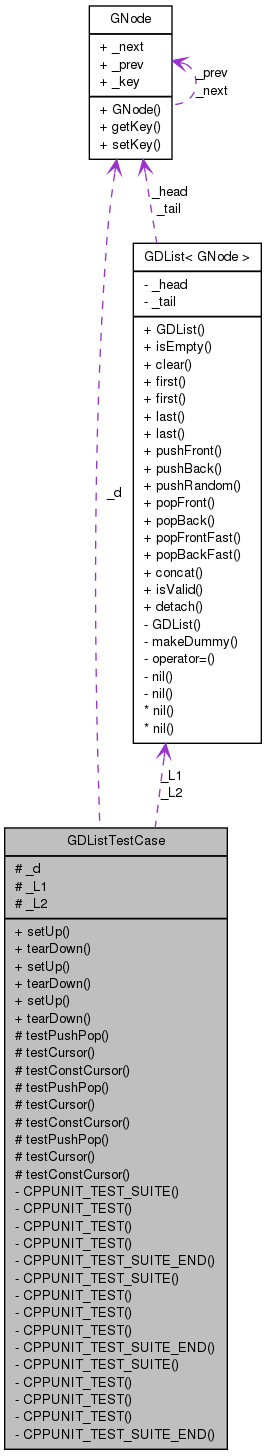 GNode
+ _next
+ _prev
+ _key
+ GNode()
+ getKey()
+ setKey()
_prev
_next
_head
_tail
GDList< GNode >
- _head
- _tail
+ GDList()
+ isEmpty()
+ clear()
+ first()
+ first()
+ last()
+ last()
+ pushFront()
+ pushBack()
+ pushRandom()
+ popFront()
+ popBack()
+ popFrontFast()
+ popBackFast()
+ concat()
+ isValid()
+ detach()
- GDList()
- makeDummy()
- operator=()
- nil()
- nil()
* nil()
* nil()
_d
_L1
_L2
GDListTestCase
# _d
# _L1
# _L2
+ setUp()
+ tearDown()
+ setUp()
+ tearDown()
+ setUp()
+ tearDown()
# testPushPop()
# testCursor()
# testConstCursor()
# testPushPop()
# testCursor()
# testConstCursor()
# testPushPop()
# testCursor()
# testConstCursor()
- CPPUNIT_TEST_SUITE()
- CPPUNIT_TEST()
- CPPUNIT_TEST()
- CPPUNIT_TEST()
- CPPUNIT_TEST_SUITE_END()
- CPPUNIT_TEST_SUITE()
- CPPUNIT_TEST()
- CPPUNIT_TEST()
- CPPUNIT_TEST()
- CPPUNIT_TEST_SUITE_END()
- CPPUNIT_TEST_SUITE()
- CPPUNIT_TEST()
- CPPUNIT_TEST()
- CPPUNIT_TEST()
- CPPUNIT_TEST_SUITE_END()